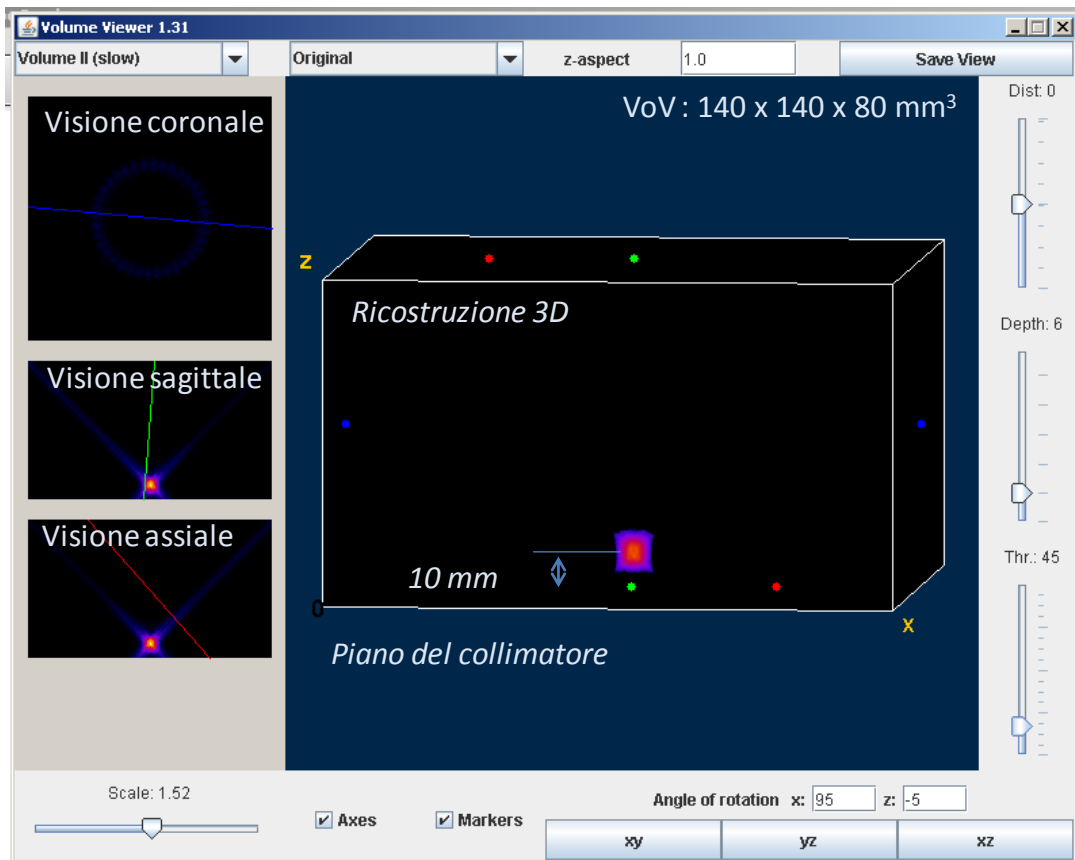 Volume Viewer 1.31
Volume II (slow)
Original
z-aspect
1.0
Save View
Visione coronale
VoV : 140 x 140 x 80 mm³
Dist: 0
z
Ricostruzione 3D
Depth: 6
Visione sagittale
Visione assiale
10 mm
Thr.: 45
0
x
Piano del collimatore
Scale: 1.52
Axes
Markers
Angle of rotation x: 95 z: -5
xy
yz
xz